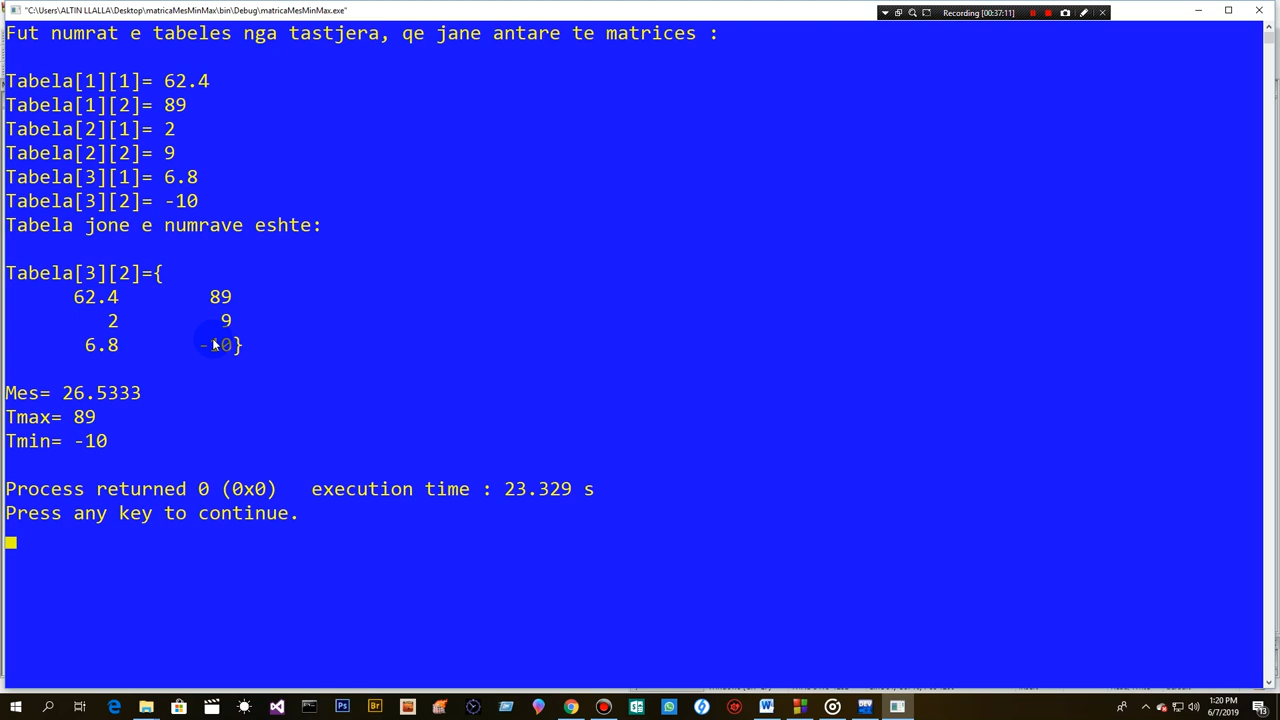 "C:\Users\ALTIN LLALLA\Desktop\matricaMesMinMax\bin\Debug\matricaMesMinMax.exe"
Recording [00:37:11]
Fut numrat e tabeles nga tastjera, qe jane antare te matrices :
Tabela[1][1]= 62.4
Tabela[1][2]= 89
Tabela[2][1]= 2
Tabela[2][2]= 9
Tabela[3][1]= 6.8
Tabela[3][2]= -10
Tabela jone e numrave eshte:
Tabela[3][2]={
62.4 89
2 9
6.8 -10}
Mes= 26.5333
Tmax= 89
Tmin= -10
Process returned 0 (0x0) execution time : 23.329 s
Press any key to continue.
Ps
Br
1:20 PM
6/7/2019